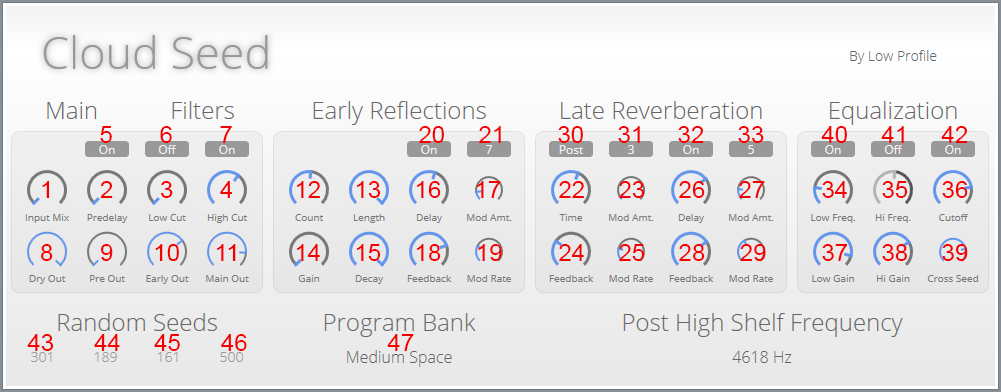 Cloud Seed
By Low Profile
Main Filters Early Reflections Late Reverberation Equalization
5 6 7 20 21 30 31 32 33 40 41 42
On Off On On 7 Post 3 On 5 On Off On
1 2 3 4 12 13 16 17 22 23 26 27 34 35 36
Input Mix Predelay Low Cut High Cut Count Length Delay Mod Amt. Time Mod Amt. Delay Mod Amt. Low Freq. Hi Freq. Cutoff
8 9 10 11 14 15 18 19 24 25 28 29 37 38 39
Dry Out Pre Out Early Out Main Out Gain Decay Feedback Mod Rate Feedback Mod Rate Feedback Mod Rate Low Gain Hi Gain Cross Seed
Random Seeds Program Bank Post High Shelf Frequency
43 44 45 46 47
301 189 161 500 Medium Space 4618 Hz